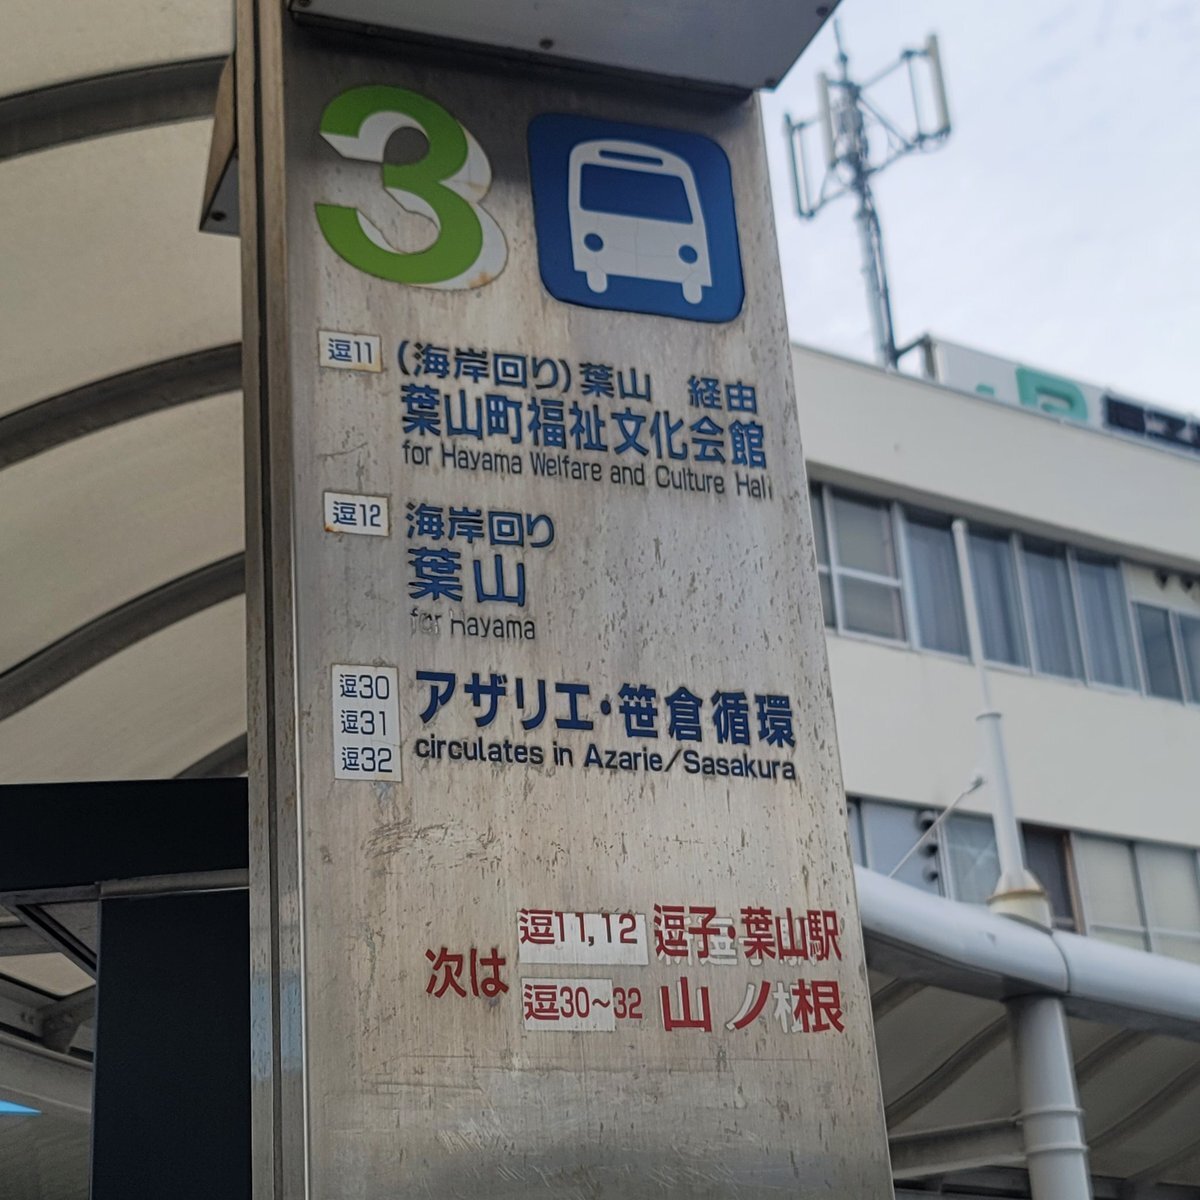 3
逗11 (海岸回り)葉山 経由
葉山町福祉文化会館
for Hayama Welfare and Culture Hall
逗12 海岸回り
葉山
for Hayama
逗30
逗31
逗32
アザリエ・笹倉循環
circulates in Azarie/Sasakura
次は
逗11,12 逗子・葉山駅
逗30~32 山ノ根